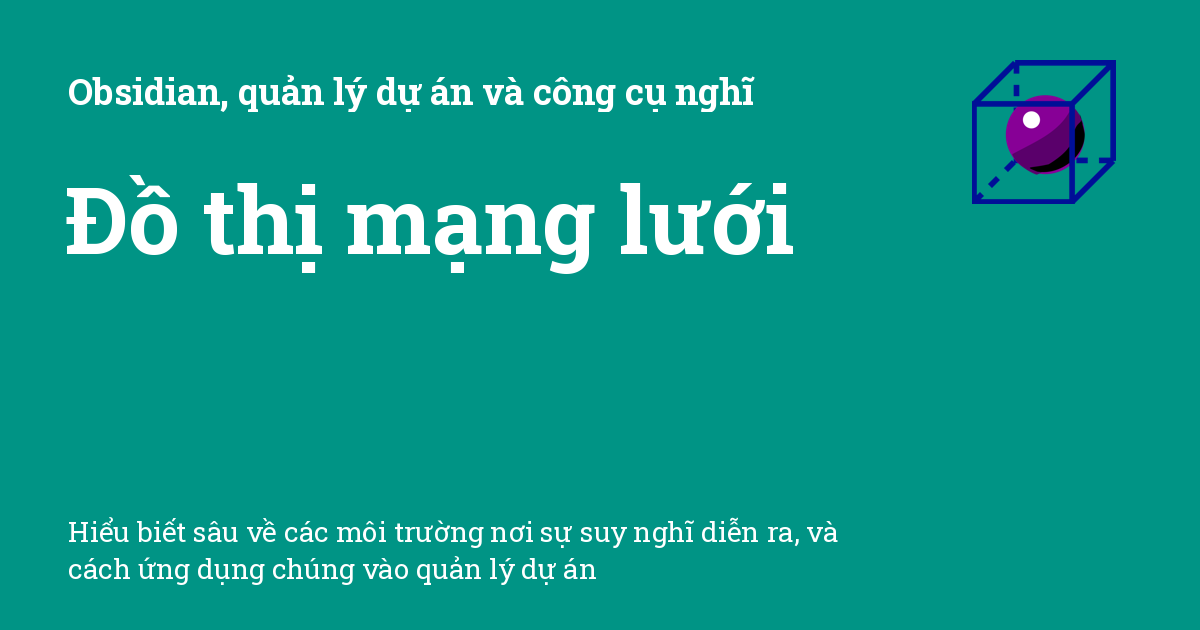 Obsidian, quản lý dự án và công cụ nghĩ
Đồ thị mạng lưới
Hiểu biết sâu về các môi trường nơi sự suy nghĩ diễn ra, và
cách ứng dụng chúng vào quản lý dự án